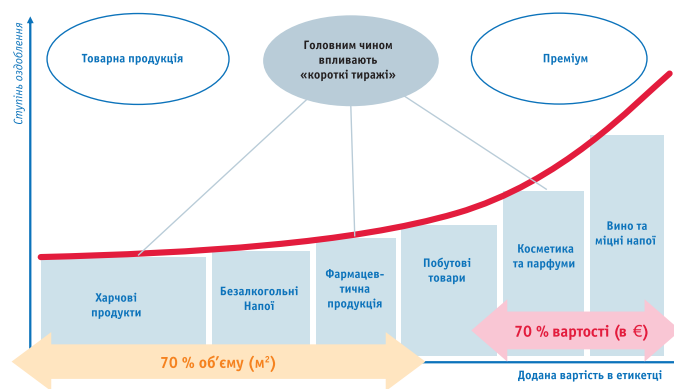 Ступінь оздоблення
Товарна продукція
Головним чином
впливають
«короткі тиражі»
Преміум
Харчові
продукти
Безалкогольні
Напої
Фармацев-
тична
продукція
Побутові
товари
Косметика
та парфуми
Вино та
міцні напої
70 % об’єму (м²)
70 % вартості (в €)
Додана вартість в етикетці